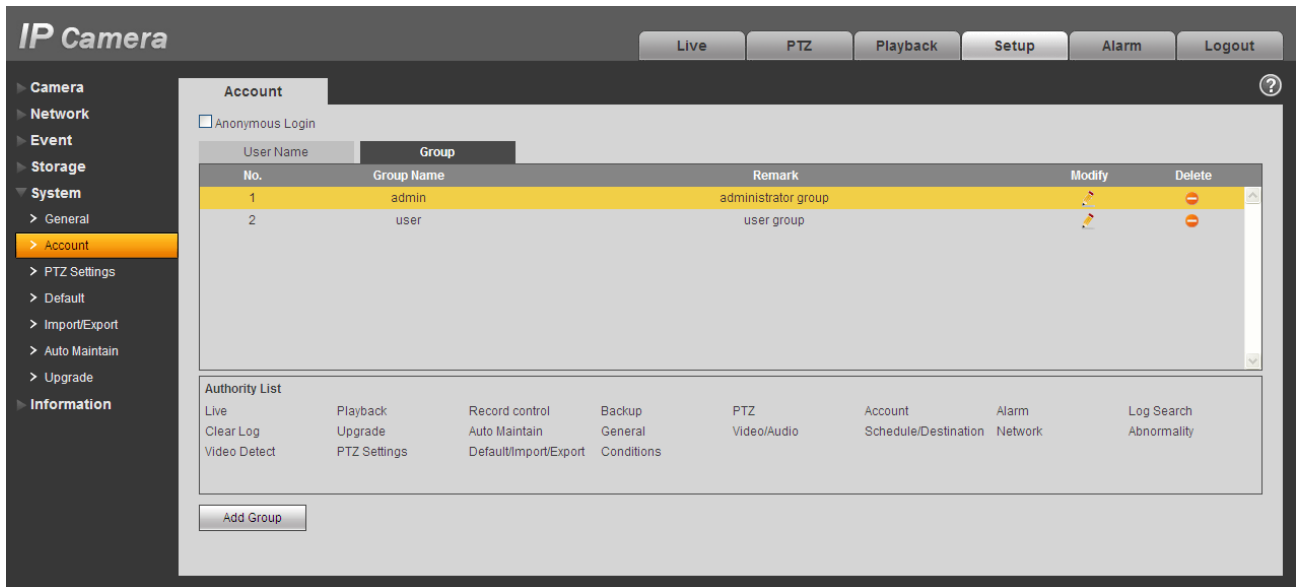 IP Camera
Live PTZ Playback Setup Alarm Logout
Camera
Network
Event
Storage
System
> General
> Account
> PTZ Settings
> Default
> Import/Export
> Auto Maintain
> Upgrade
Information
Account
?
Anonymous Login
User Name Group
No. Group Name Remark Modify Delete
1 admin administrator group
2 user user group
Authority List
Live Playback Record control Backup PTZ Account Alarm Log Search
Clear Log Upgrade Auto Maintain General Video/Audio Schedule/Destination Network Abnormality
Video Detect PTZ Settings Default/Import/Export Conditions
Add Group